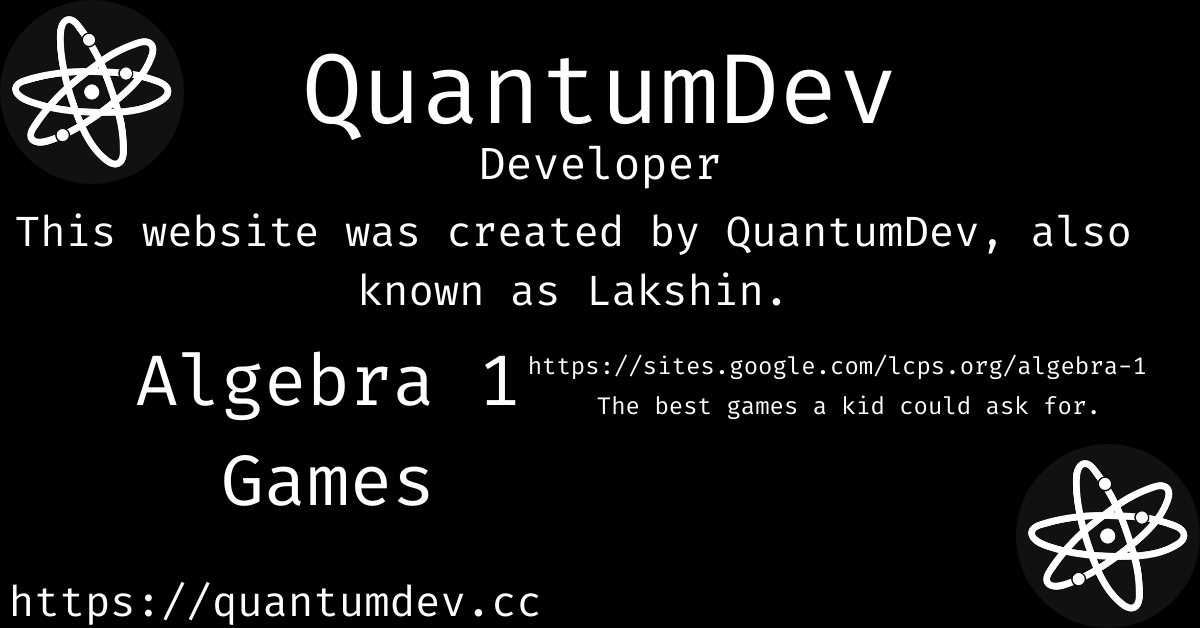 QuantumDev
Developer
This website was created by QuantumDev, also
known as Lakshin.
Algebra 1
Games
https://sites.google.com/lcps.org/algebra-1
The best games a kid could ask for.
https://quantumdev.cc